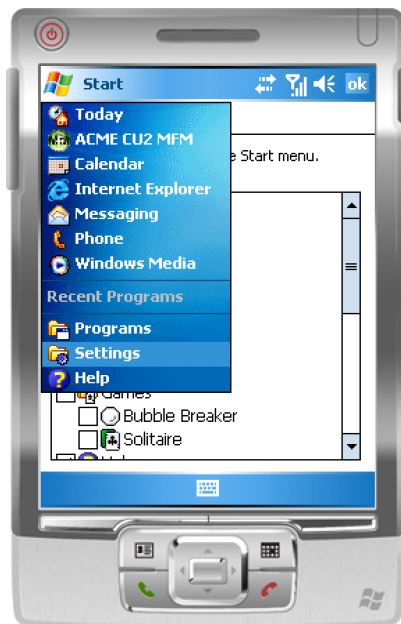 Start
ok
Today
ACME CU2 MFM
Calendar
e Start menu.
Internet Explorer
Messaging
Phone
Windows Media
Recent Programs
Programs
Settings
Help
Games
Bubble Breaker
Solitaire